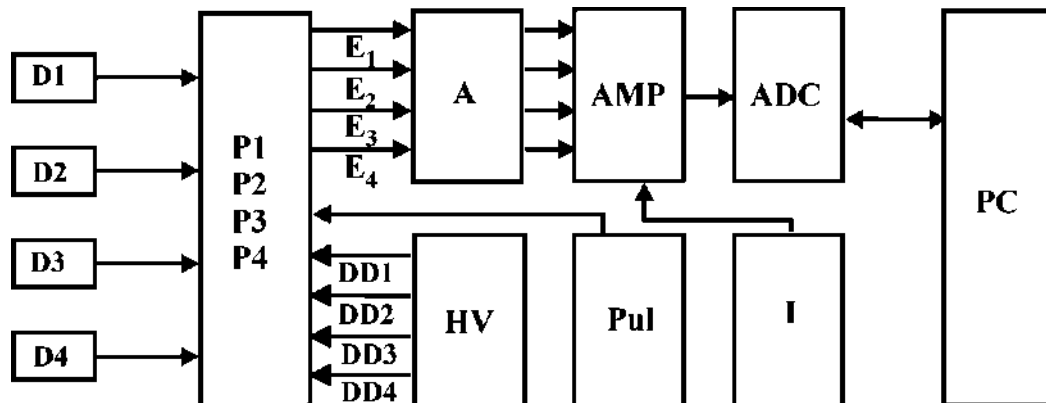 D1
D2
D3
D4
P1
P2
P3
P4
E₁
E₂
E₃
E₄
A
AMP
ADC
PC
DD1
DD2
DD3
DD4
HV
Pul
I